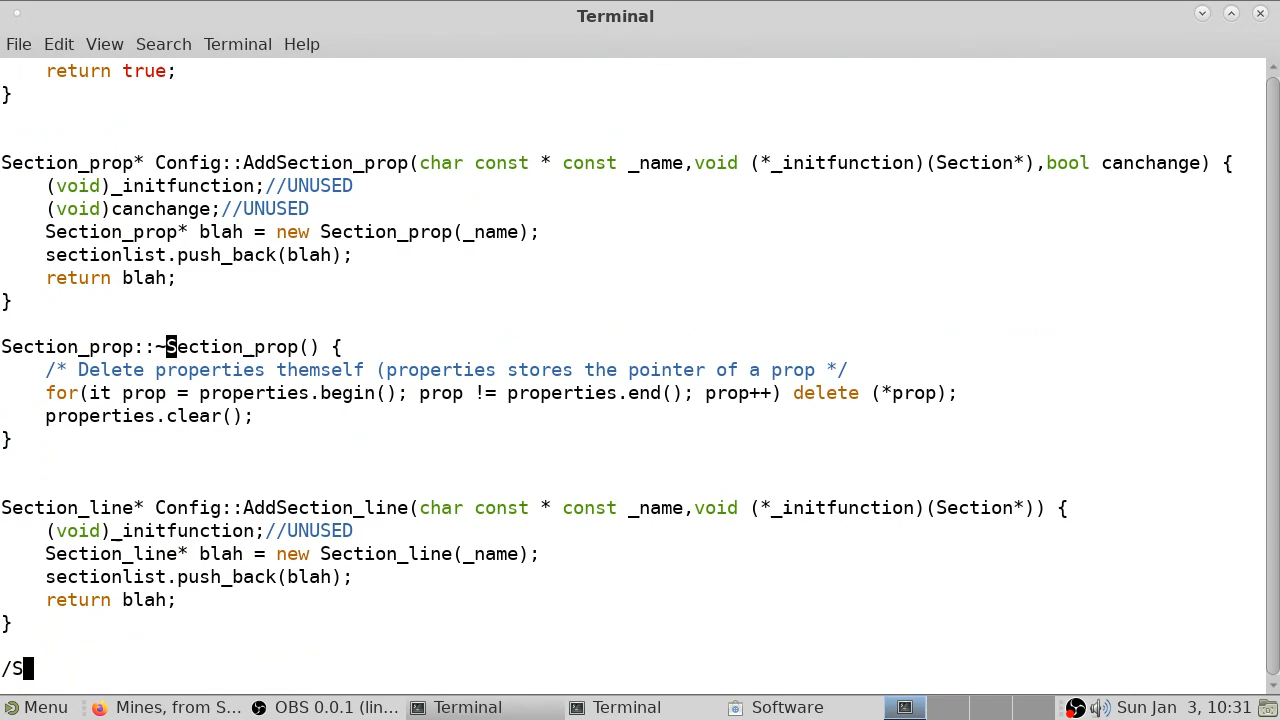 Terminal
File Edit View Search Terminal Help
return true;
}
Section_prop* Config::AddSection_prop(char const * const _name,void (*_initfunction)(Section*),bool canchange) {
(void)_initfunction;//UNUSED
(void)canchange;//UNUSED
Section_prop* blah = new Section_prop(_name);
sectionlist.push_back(blah);
return blah;
}
Section_prop::~Section_prop() {
/* Delete properties themself (properties stores the pointer of a prop */
for(it prop = properties.begin(); prop != properties.end(); prop++) delete (*prop);
properties.clear();
}
Section_line* Config::AddSection_line(char const * const _name,void (*_initfunction)(Section*)) {
(void)_initfunction;//UNUSED
Section_line* blah = new Section_line(_name);
sectionlist.push_back(blah);
return blah;
}
/S
Menu Mines, from S... OBS 0.0.1 (lin... Terminal Terminal Software Sun Jan 3, 10:31